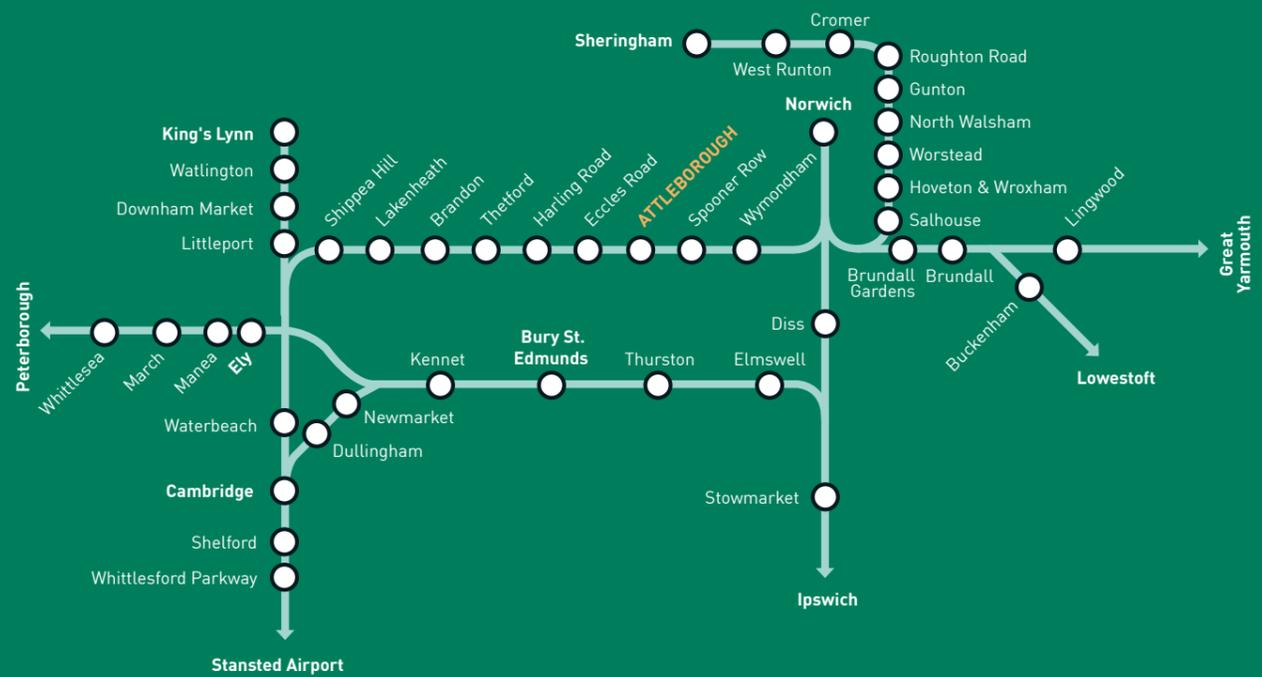 Cromer
Sheringham
West Runton
Roughton Road
Gunton
Norwich
North Walsham
King's Lynn
Worstead
Watlington
Hoveton & Wroxham
Downham Market
Salhouse
Littleport
Shippea Hill
Lakenheath
Brandon
Thetford
Harling Road
Eccles Road
ATTLEBOROUGH
Spooner Row
Wymondham
Lingwood
Great
Yarmouth
Brundall
Gardens
Brundall
Buckenham
Lowestoft
Diss
Peterborough
Whittlesea
March
Manea
Ely
Kennet
Bury St.
Edmunds
Thurston
Elmswell
Newmarket
Waterbeach
Dullingham
Cambridge
Stowmarket
Shelford
Whittlesford Parkway
Ipswich
Stansted Airport